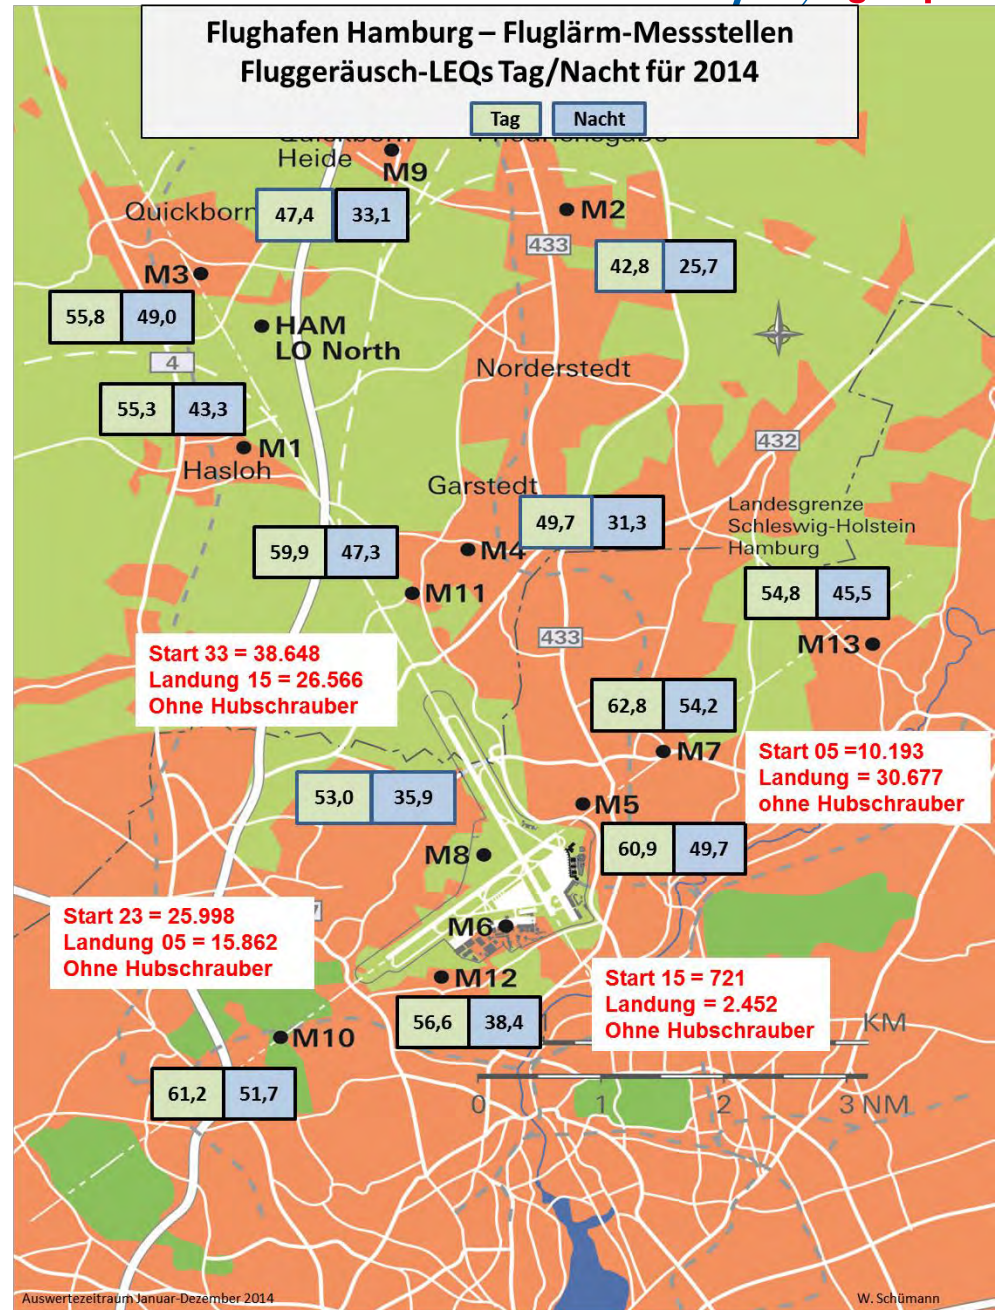 Flughafen Hamburg – Fluglärm-Messstellen
Fluggeräusch-LEQs Tag/Nacht für 2014
Tag
Nacht
Heide
M9
Quickborn
47,4
33,1
M2
433
42,8
25,7
M3
55,8
49,0
HAM
LO North
4
Norderstedt
55,3
43,3
432
M1
Hasloh
Garstedt
49,7
31,3
Landesgrenze
Schleswig-Holstein
Hamburg
59,9
47,3
M4
54,8
45,5
M11
433
M13
Start 33 = 38.648
Landung 15 = 26.566
Ohne Hubschrauber
62,8
54,2
M7
Start 05 =10.193
Landung = 30.677
ohne Hubschrauber
53,0
35,9
M5
60,9
49,7
M8
Start 23 = 25.998
Landung 05 = 15.862
Ohne Hubschrauber
7
M6
M12
Start 15 = 721
Landung = 2.452
Ohne Hubschrauber
56,6
38,4
KM
M10
61,2
51,7
0
1
2
3 NM
Auswertezeitraum Januar-Dezember 2014
W. Schümann